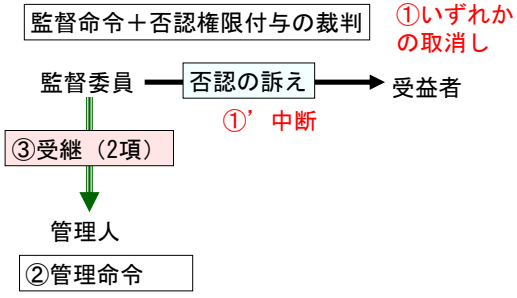 監督命令＋否認権限付与の裁判
①いずれか
の取消し
監督委員
否認の訴え
受益者
①’中断
③受継（2項）
管理人
②管理命令